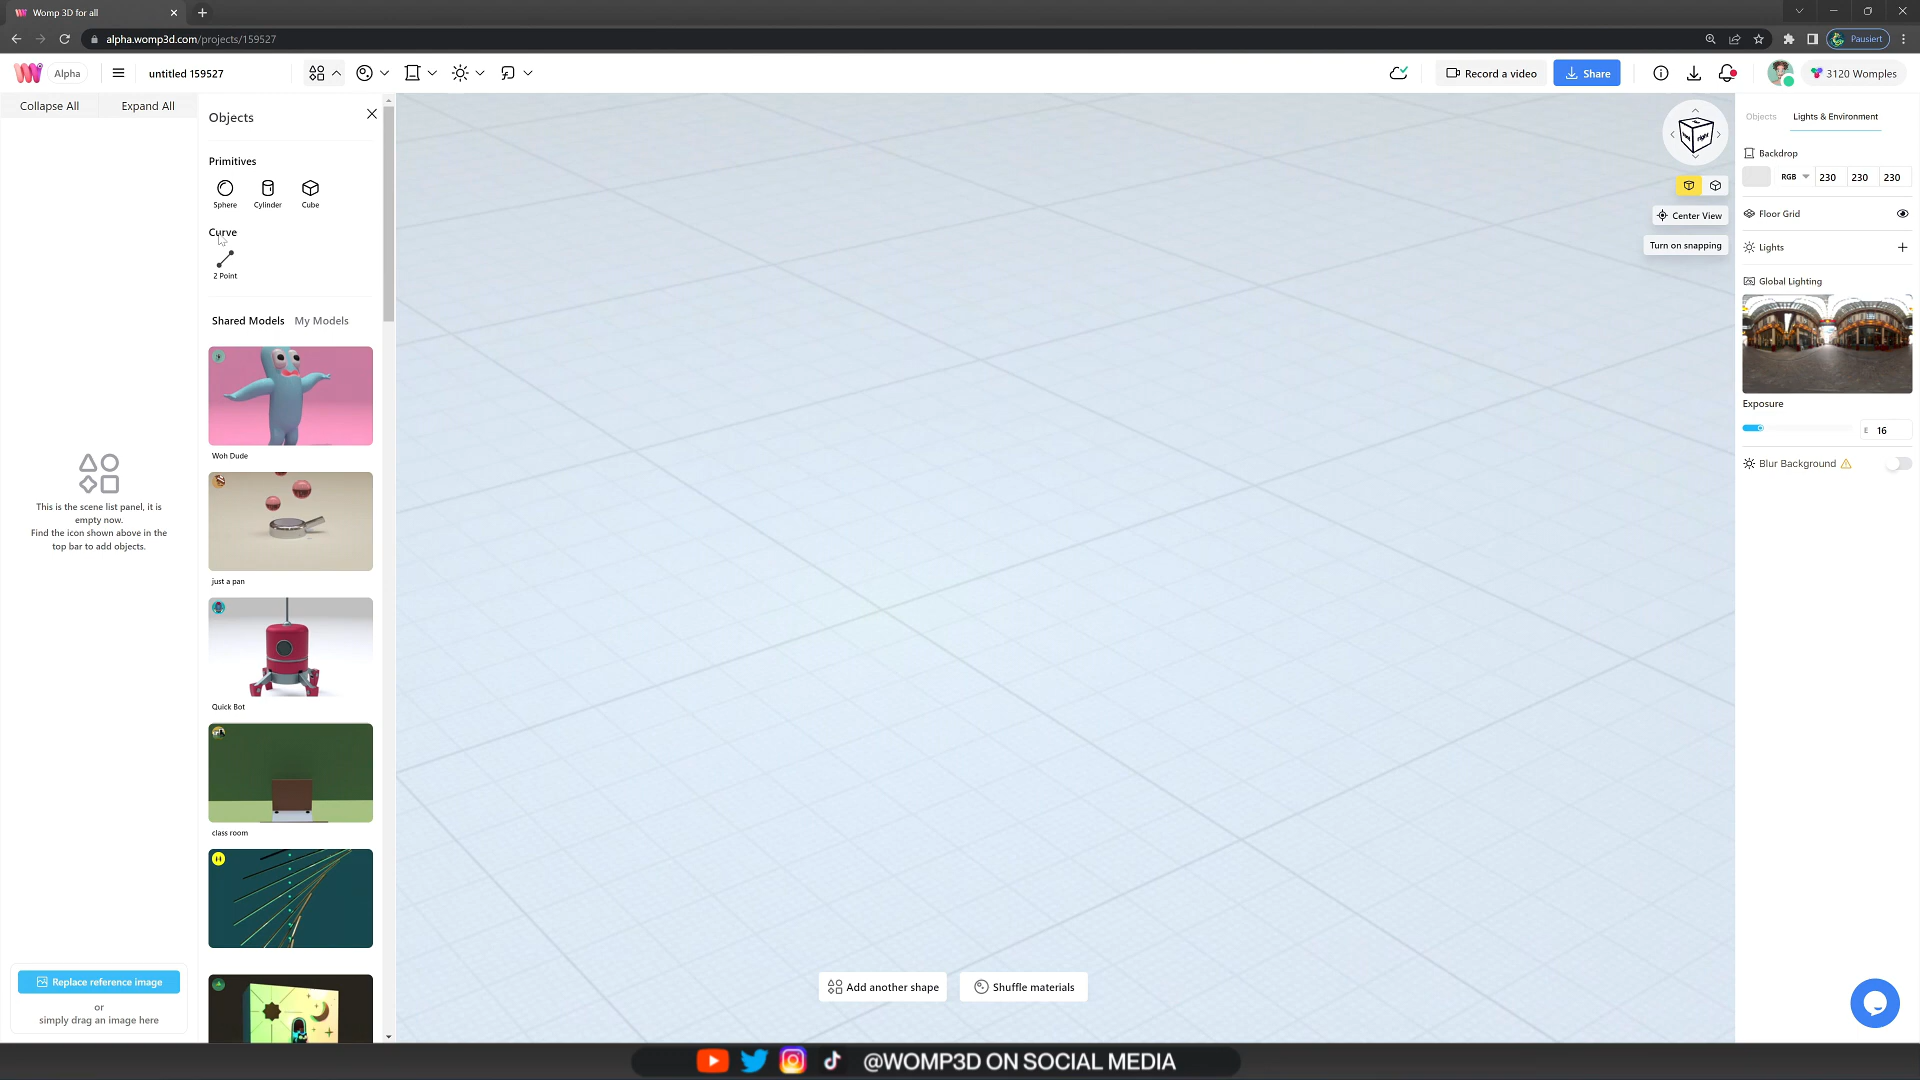 Womp 3D for all
alpha.womp3d.com/projects/159527
Pausiert
Alpha
untitled 159527
Record a video
Share
3120 Womples
Collapse All
Expand All
Objects
Primitives
Sphere
Cylinder
Cube
Curve
2 Point
Shared Models
My Models
Woh Dude
just a pan
Quick Bot
class room
This is the scene list panel, it is
empty now.
Find the icon shown above in the
top bar to add objects.
Replace reference image
or
simply drag an image here
right
Center View
Turn on snapping
Add another shape
Shuffle materials
Objects
Lights & Environment
Backdrop
RGB
230
230
230
Floor Grid
Lights
Global Lighting
Exposure
E
16
Blur Background
@WOMP3D ON SOCIAL MEDIA